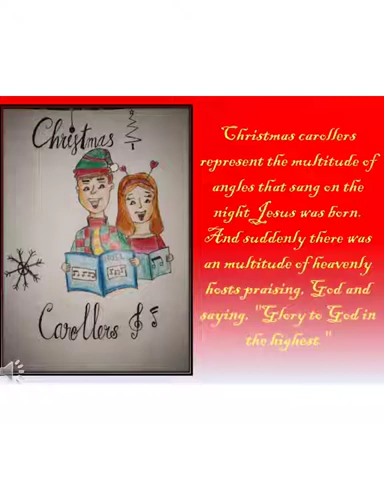 Christmas
Carollers
Christmas carollers
represent the multitude of
angles that sang on the
night Jesus was born.
And suddenly there was
an multitude of heavenly
hosts praising, God and
saying, "Glory to God in
the highest "